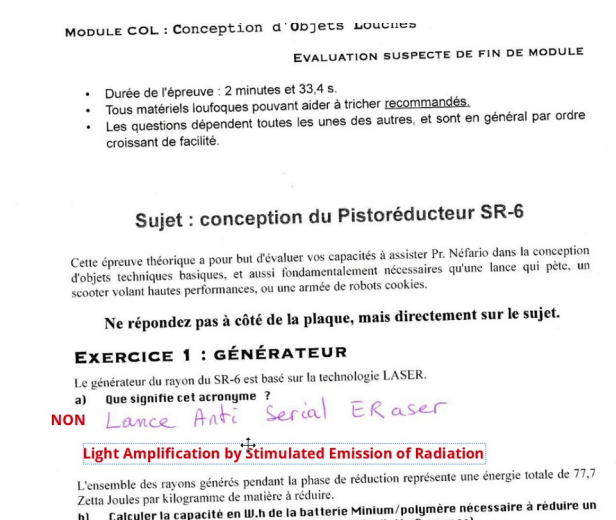 MODULE COL : Conception d'Objets Louches
EVALUATION SUSPECTE DE FIN DE MODULE
• Durée de l'épreuve : 2 minutes et 33,4 s.
• Tous matériels loufoques pouvant aider à tricher recommandés.
• Les questions dépendent toutes les unes des autres, et sont en général par ordre
croissant de facilité.
Sujet : conception du Pistoréducteur SR-6
Cette épreuve théorique a pour but d'évaluer vos capacités à assister Pr. Néfario dans la conception
d'objets techniques basiques, et aussi fondamentalement nécessaires qu'une lance qui pète, un
scooter volant hautes performances, ou une armée de robots cookies.
Ne répondez pas à côté de la plaque, mais directement sur le sujet.
EXERCICE 1 : GÉNÉRATEUR
Le générateur du rayon du SR-6 est basé sur la technologie LASER.
a) Que signifie cet acronyme ?
NON Lance Anti Serial ERaser
Light Amplification by Stimulated Emission of Radiation
L'ensemble des rayons générés pendant la phase de réduction représente une énergie totale de 77,7
Zetta Joules par kilogramme de matière à réduire.
b) Calculer la capacité en W.h de la batterie Minium/polymère nécessaire à réduire un